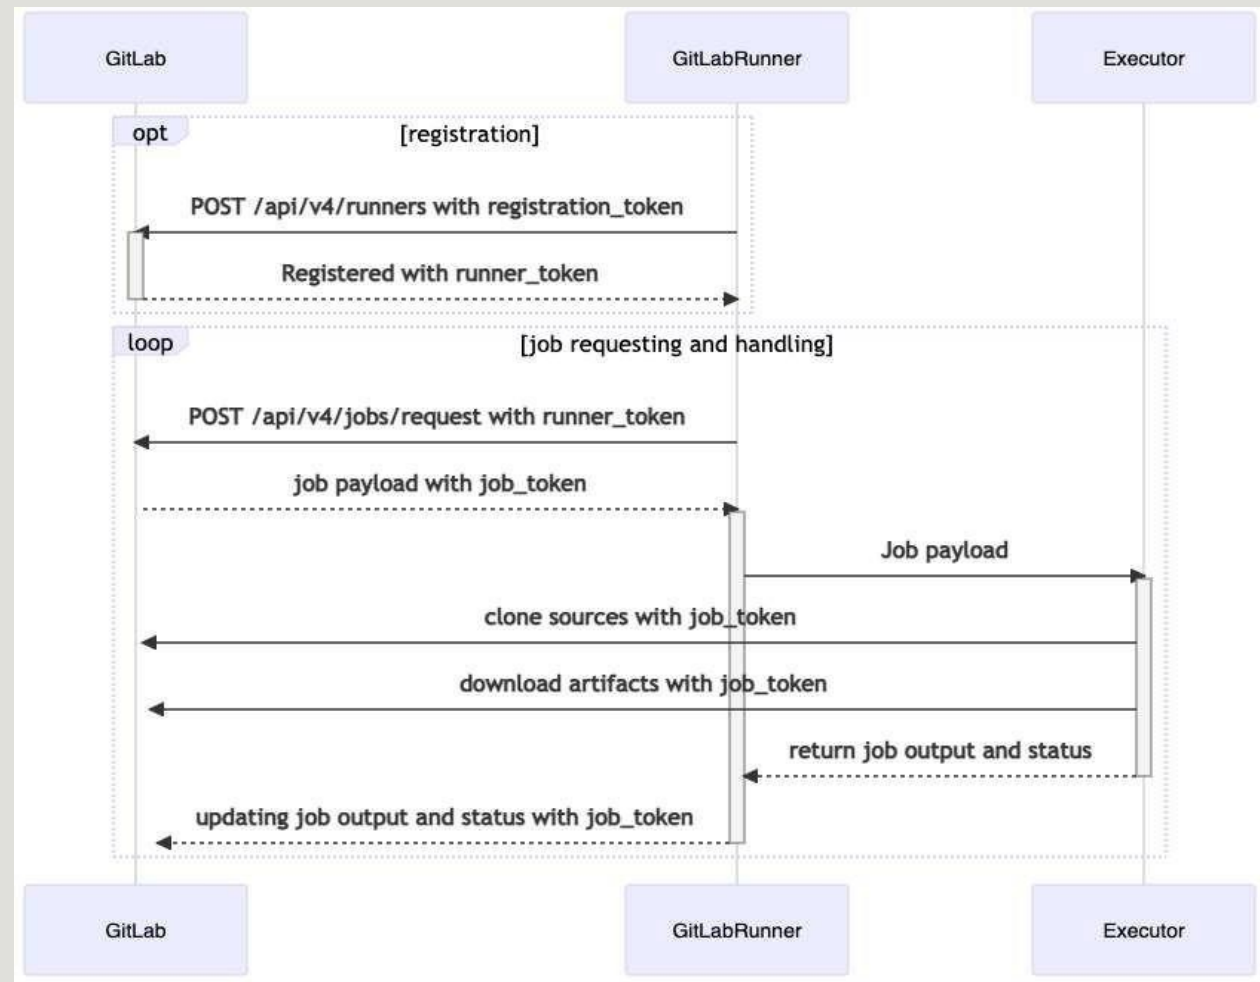 GitLab
GitLabRunner
Executor
opt
[registration]
POST /api/v4/runners with registration_token
Registered with runner_token
loop
[job requesting and handling]
POST /api/v4/jobs/request with runner_token
job payload with job_token
Job payload
clone sources with job_token
download artifacts with job_token
return job output and status
updating job output and status with job_token
GitLab
GitLabRunner
Executor